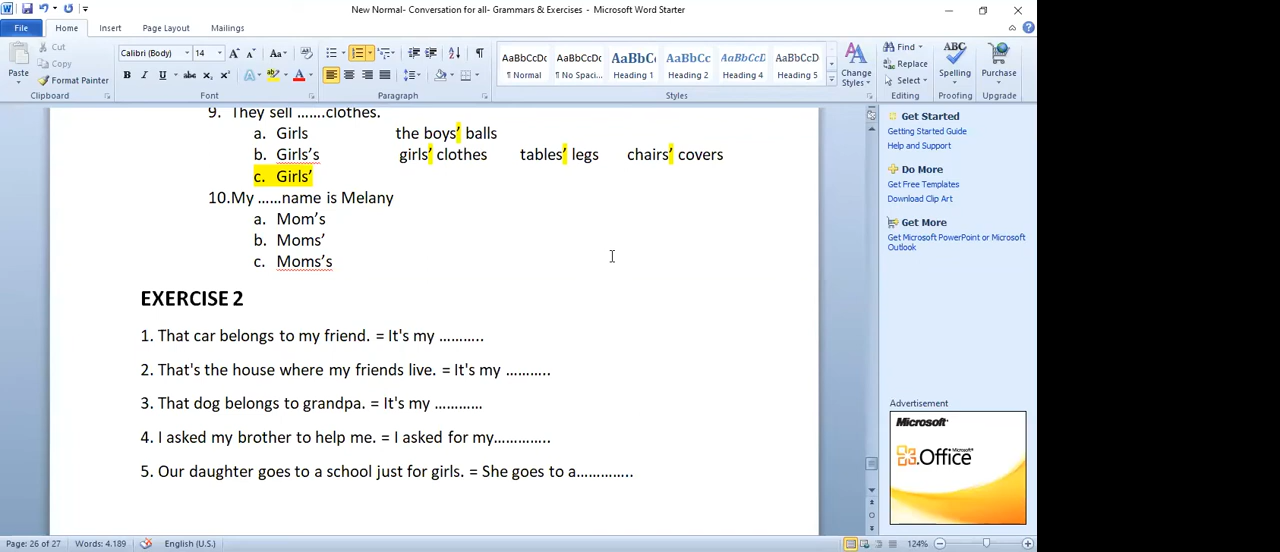 New Normal- Conversation for all- Grammars & Exercises - Microsoft Word Starter
File Home Insert Page Layout Mailings
Paste Cut Copy Format Painter Clipboard
Calibri (Body) 14 Font
Paragraph
AaBbCcDc ¶ Normal AaBbCcDc ¶ No Spaci... AaBbC( Heading 1 AaBbCc Heading 2 AaBbCcD Heading 4 AaBbCcD Heading 5 Change Styles Styles
Find Replace Select Editing
ABC Spelling Proofing
Purchase Upgrade
9. They sell …….clothes.
a. Girls the boys’ balls
b. Girls’s girls’ clothes tables’ legs chairs’ covers
c. Girls’
10.My ……name is Melany
a. Mom’s
b. Moms’
c. Moms’s
EXERCISE 2
1. That car belongs to my friend. = It's my ………..
2. That's the house where my friends live. = It's my ………..
3. That dog belongs to grandpa. = It's my …………
4. I asked my brother to help me. = I asked for my…………..
5. Our daughter goes to a school just for girls. = She goes to a…………..
Get Started
Getting Started Guide
Help and Support
Do More
Get Free Templates
Download Clip Art
Get More
Get Microsoft PowerPoint or Microsoft
Outlook
Advertisement
Microsoft
Microsoft
Office
Page: 26 of 27 Words: 4.189 English (U.S.) 124%